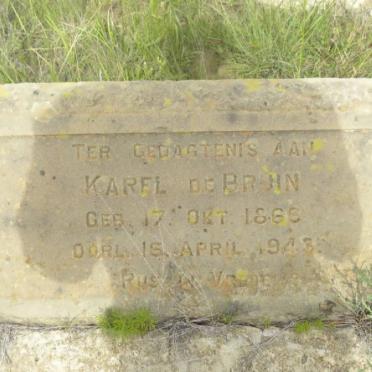 TER GEDAGTENIS AAN
KAREL DE BRUIN
GEB. 17. OKT. 1866
OORL. 15. APRIL 1943
RUS IN VREDE